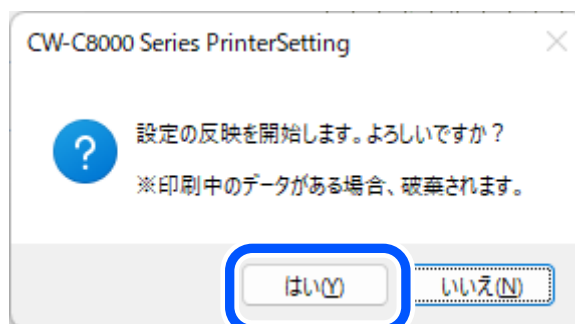 CW-C8000 Series PrinterSetting
設定の反映を開始します。よろしいですか？
※印刷中のデータがある場合、破棄されます。
はい(Y)
いいえ(N)